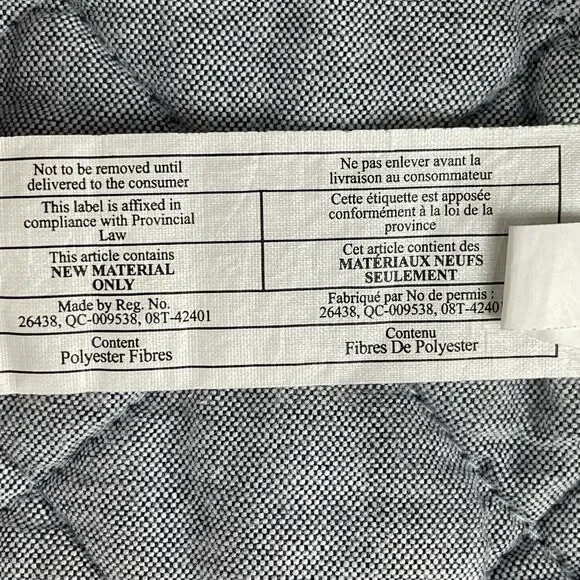 Not to be removed until
delivered to the consumer
Ne pas enlever avant la
livraison au consommateur
This label is affixed in
compliance with Provincial
Law
Cette étiquette est apposée
conformément à la loi de la
province
This article contains
NEW MATERIAL
ONLY
Cet article contient des
MATÉRIAUX NEUFS
SEULEMENT
Made by Reg. No.
26438, QC-009538, 08T-42401
Fabriqué par No de permis :
26438, QC-009538, 08T-42401
Content
Polyester Fibres
Contenu
Fibres De Polyester